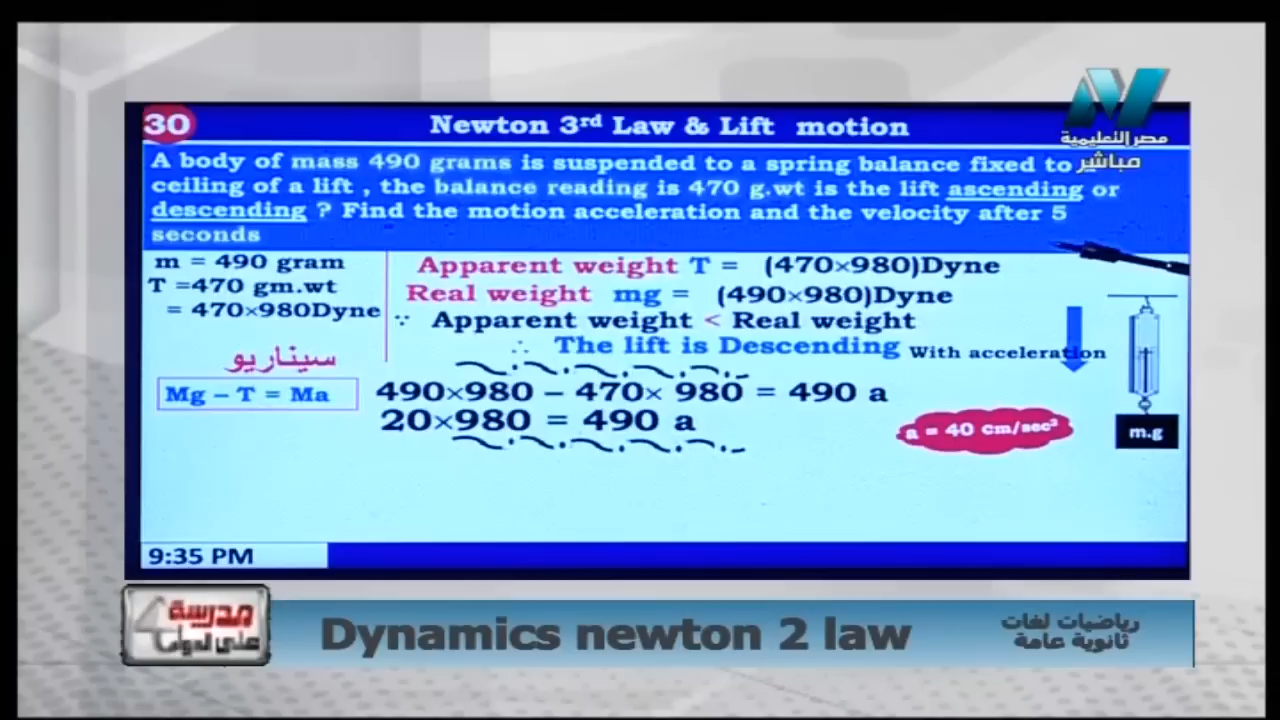 مصر التعليمية
مباشر
30
Newton 3rd Law & Lift motion
A body of mass 490 grams is suspended to a spring balance fixed to
ceiling of a lift , the balance reading is 470 g.wt is the lift ascending or
descending ? Find the motion acceleration and the velocity after 5
seconds
m = 490 gram
T =470 gm.wt
= 470×980Dyne
Apparent weight T = (470×980)Dyne
Real weight mg = (490×980)Dyne
∵ Apparent weight < Real weight
∴ The lift is Descending With acceleration
سيناريو
Mg – T = Ma
490×980 – 470× 980 = 490 a
20×980 = 490 a
a = 40 cm/sec²
m.g
9:35 PM
مدرسة
على الهواء
Dynamics newton 2 law
رياضيات لغات
ثانوية عامة